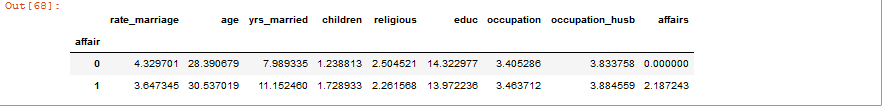 Out[68]:
rate_marriage age yrs_married children religious educ occupation occupation_husb affairs
affair
0 4.329701 28.390679 7.989335 1.238813 2.504521 14.322977 3.405286 3.833758 0.000000
1 3.647345 30.537019 11.152460 1.728933 2.261568 13.972236 3.463712 3.884559 2.187243